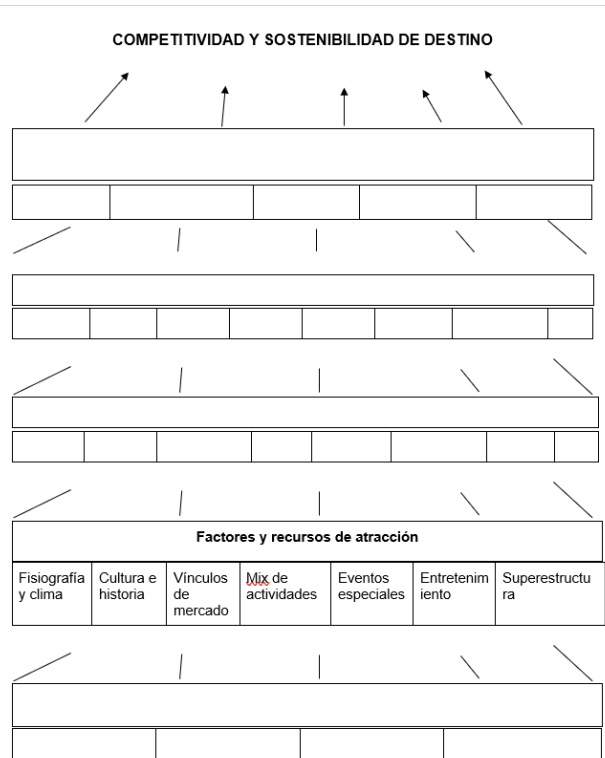 COMPETITIVIDAD Y SOSTENIBILIDAD DE DESTINO
Factores y recursos de atracción
Fisiografía
y clima
Cultura e
historia
Vínculos
de
mercado
Mix de
actividades
Eventos
especiales
Entretenim
iento
Superestructu
ra